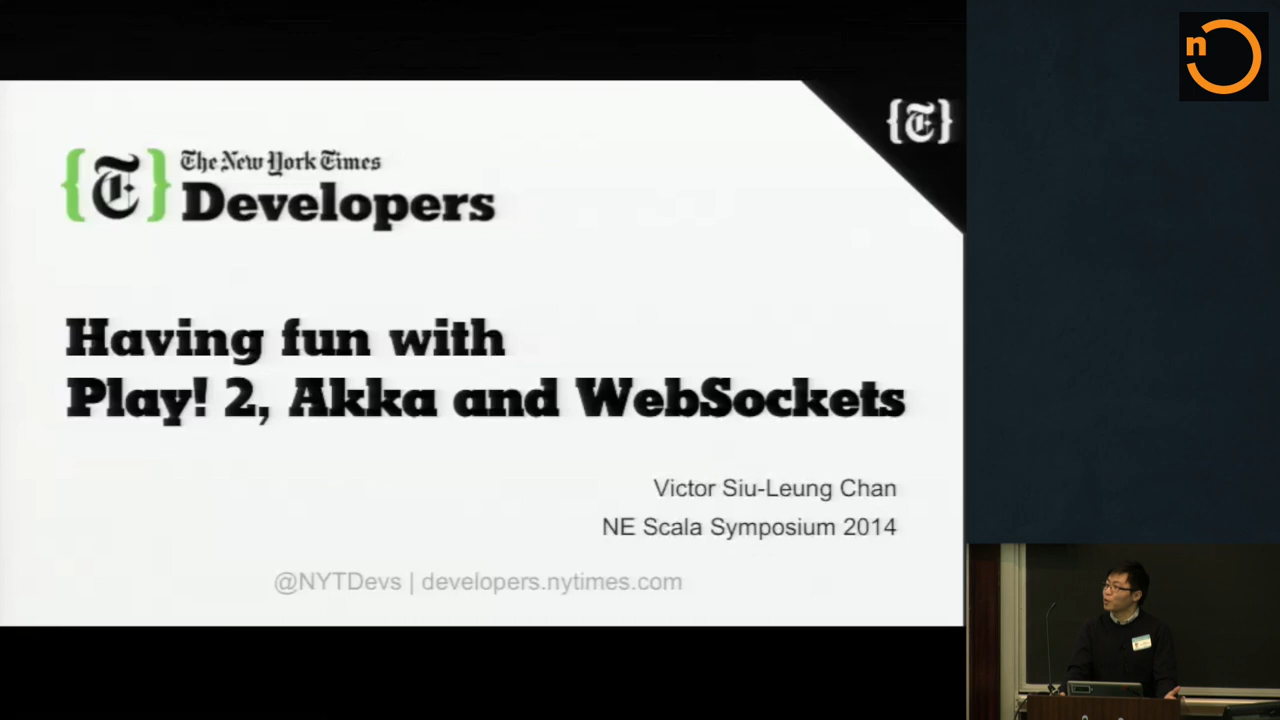 n
{T}
{T} The New York Times
Developers
Having fun with
Play! 2, Akka and WebSockets
Victor Siu-Leung Chan
NE Scala Symposium 2014
@NYTDevs | developers.nytimes.com